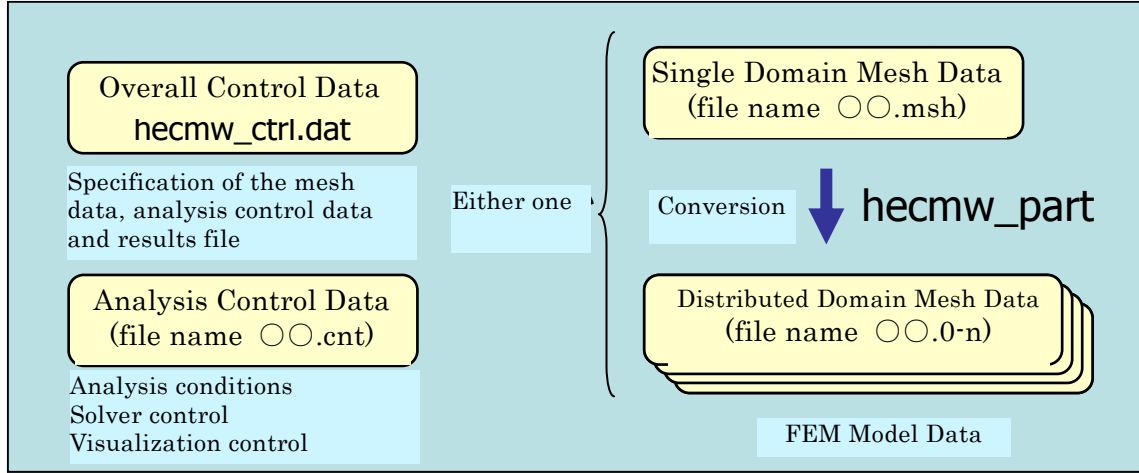 Overall Control Data
hecmw_ctrl.dat
Specification of the mesh
data, analysis control data
and results file
Analysis Control Data
(file name ○○.cnt)
Analysis conditions
Solver control
Visualization control
Either one
Single Domain Mesh Data
(file name ○○.msh)
Conversion
hecmw_part
Distributed Domain Mesh Data
(file name ○○.0-n)
FEM Model Data